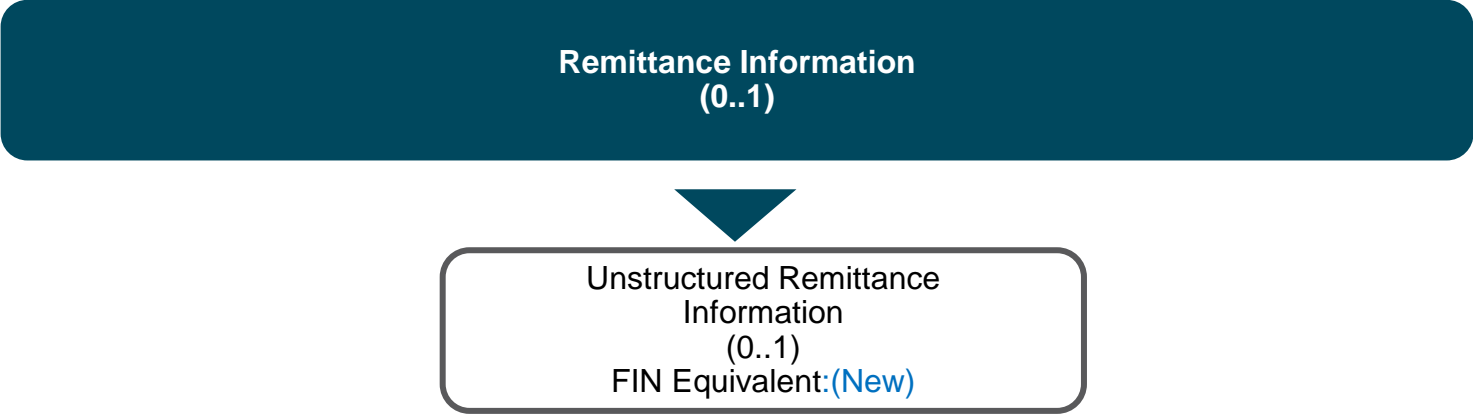 Remittance Information
(0..1)
Unstructured Remittance
Information
(0..1)
FIN Equivalent:(New)